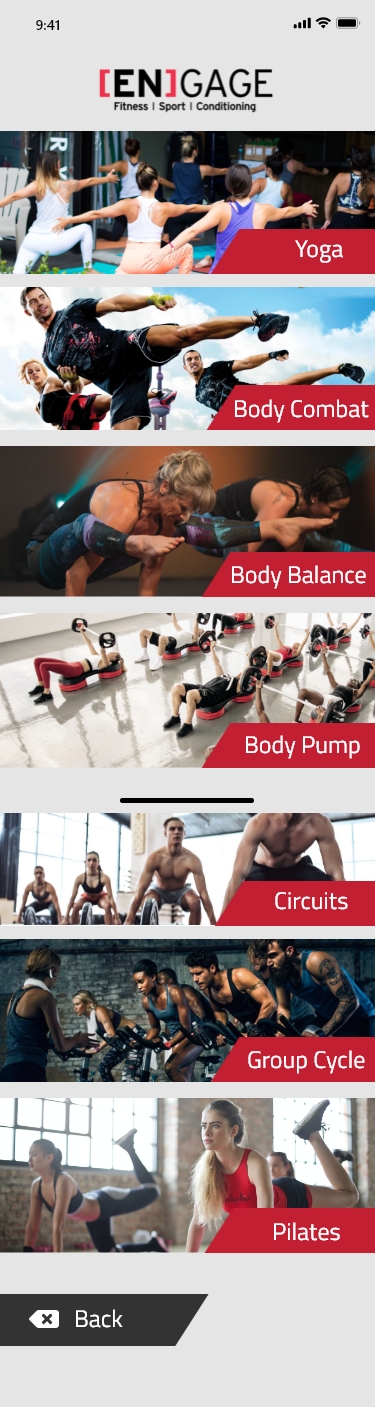 9:41
[EN]GAGE
Fitness | Sport | Conditioning
Yoga
Body Combat
Body Balance
Body Pump
Circuits
Group Cycle
Pilates
Back